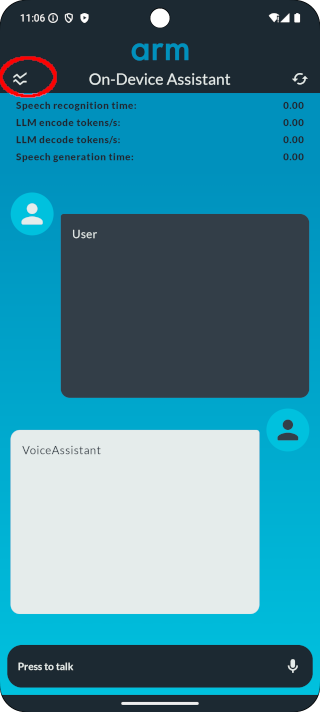 11:06
arm
On-Device Assistant
Speech recognition time: 0.00
LLM encode tokens/s: 0.00
LLM decode tokens/s: 0.00
Speech generation time: 0.00
User
VoiceAssistant
Press to talk